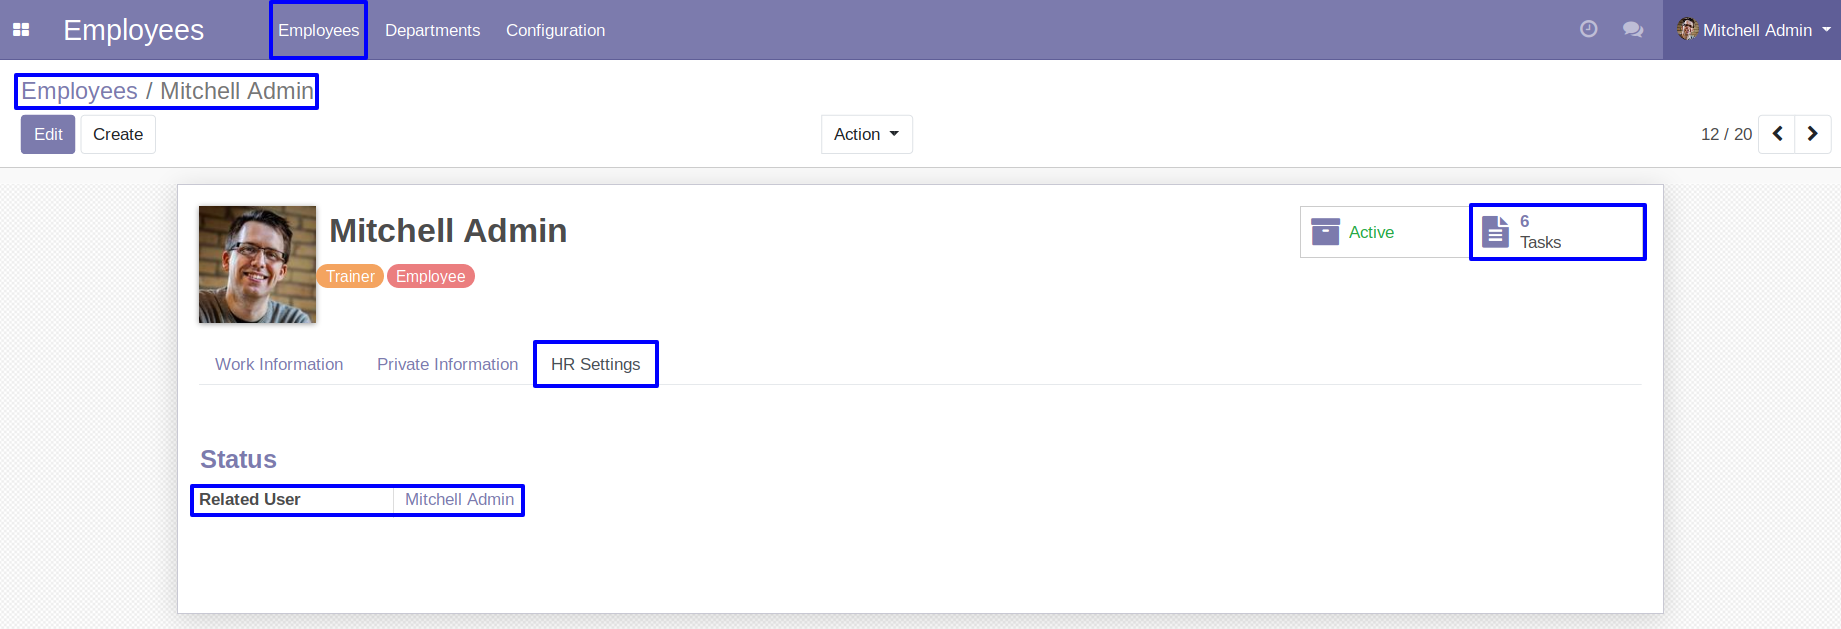 Employees Employees Departments Configuration Mitchell Admin
Employees / Mitchell Admin
Edit Create Action 12 / 20
Mitchell Admin
Active
6
Tasks
Trainer Employee
Work Information Private Information HR Settings
Status
Related User Mitchell Admin